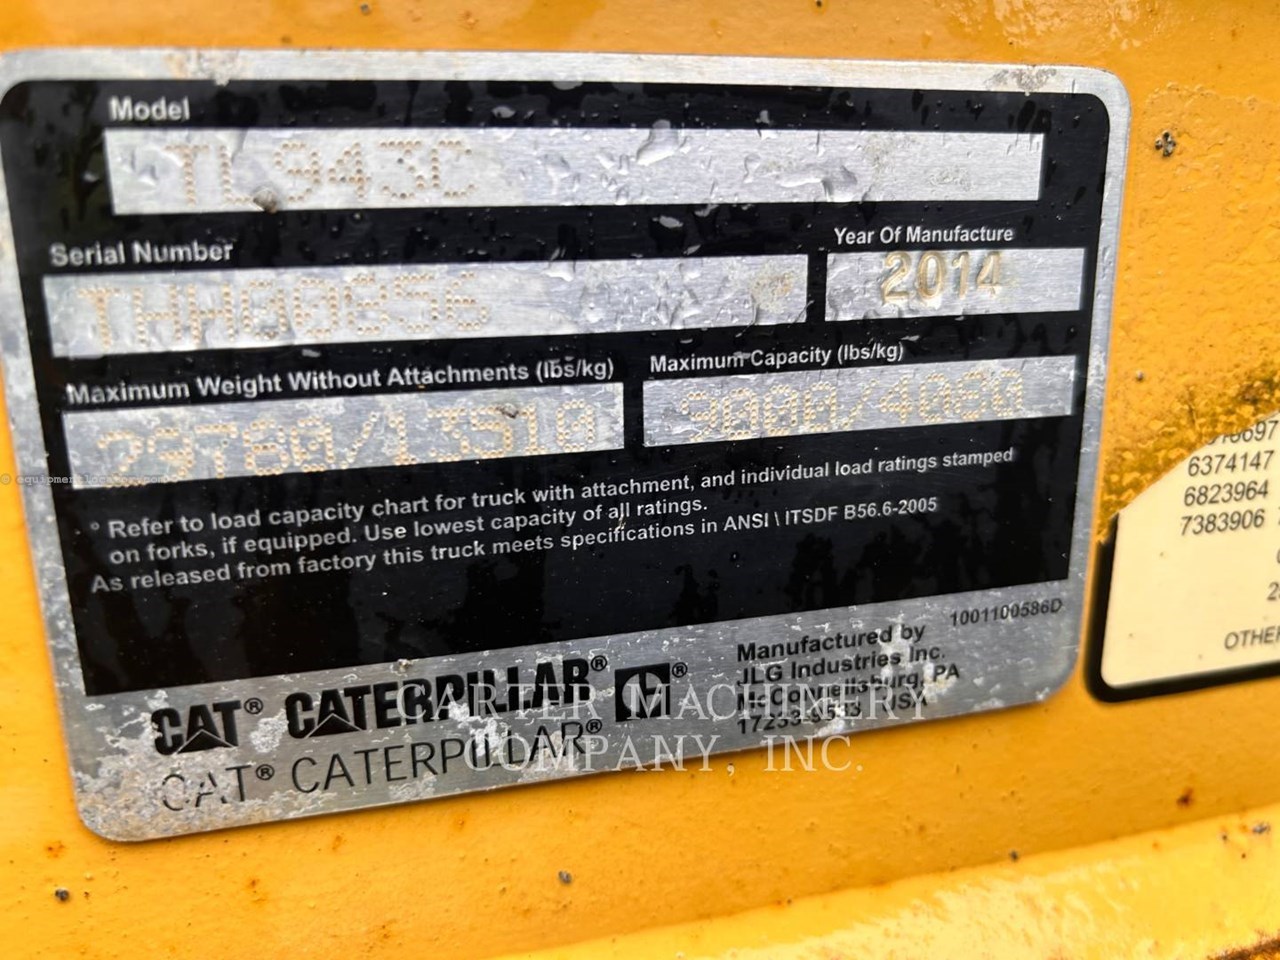 Model
TL943C
Serial Number
THH00856
Year Of Manufacture
2014
Maximum Weight Without Attachments (lbs/kg)
29780/13510
Maximum Capacity (lbs/kg)
9000/4080
° Refer to load capacity chart for truck with attachment, and individual load ratings stamped
on forks, if equipped. Use lowest capacity of all ratings.
As released from factory this truck meets specifications in ANSI \ ITSDF B56.6-2005
1001100586D
CAT® CATERPILLAR® ®
CAT® CATERPILLAR®
Manufactured by
JLG Industries Inc.
McConnellsburg, PA
17233-9533 USA
CARTER MACHINERY
COMPANY, INC.
6374147
6823964
7383906
OTHER